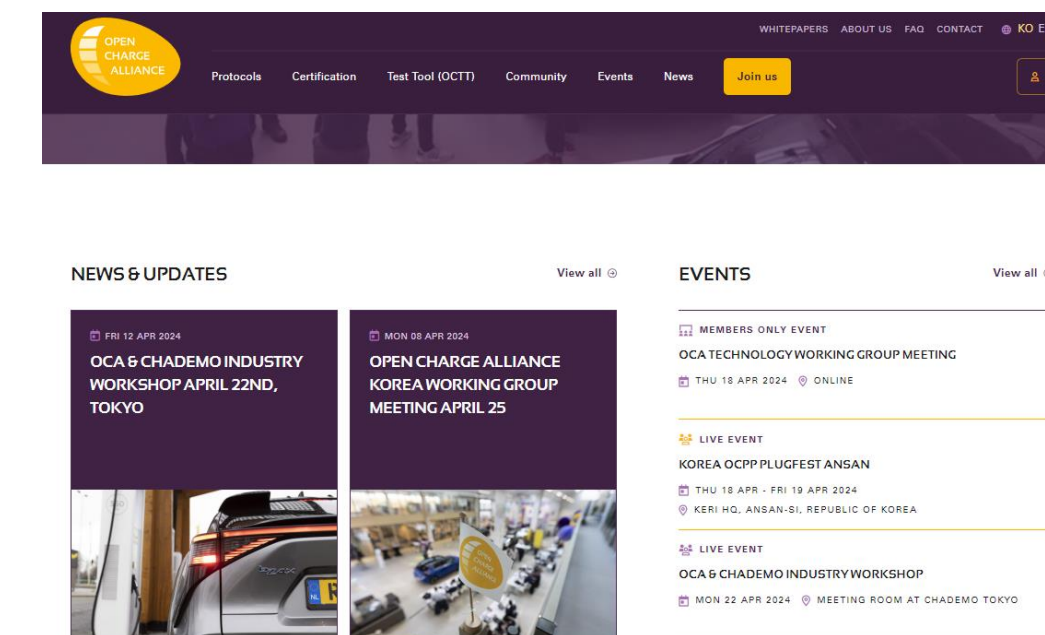 OPEN
CHARGE
ALLIANCE
WHITEPAPERS ABOUT US FAQ CONTACT KO E
Protocols Certification Test Tool (OCTT) Community Events News Join us
NEWS & UPDATES View all
FRI 12 APR 2024
OCA & CHADEMO INDUSTRY
WORKSHOP APRIL 22ND,
TOKYO
MON 08 APR 2024
OPEN CHARGE ALLIANCE
KOREA WORKING GROUP
MEETING APRIL 25
NL R
OPEN
CHARGE
ALLIANCE
EVENTS View all
MEMBERS ONLY EVENT
OCA TECHNOLOGY WORKING GROUP MEETING
THU 18 APR 2024 ONLINE
LIVE EVENT
KOREA OCPP PLUGFEST ANSAN
THU 18 APR - FRI 19 APR 2024
KERI HQ, ANSAN-SI, REPUBLIC OF KOREA
LIVE EVENT
OCA & CHADEMO INDUSTRY WORKSHOP
MON 22 APR 2024 MEETING ROOM AT CHADEMO TOKYO